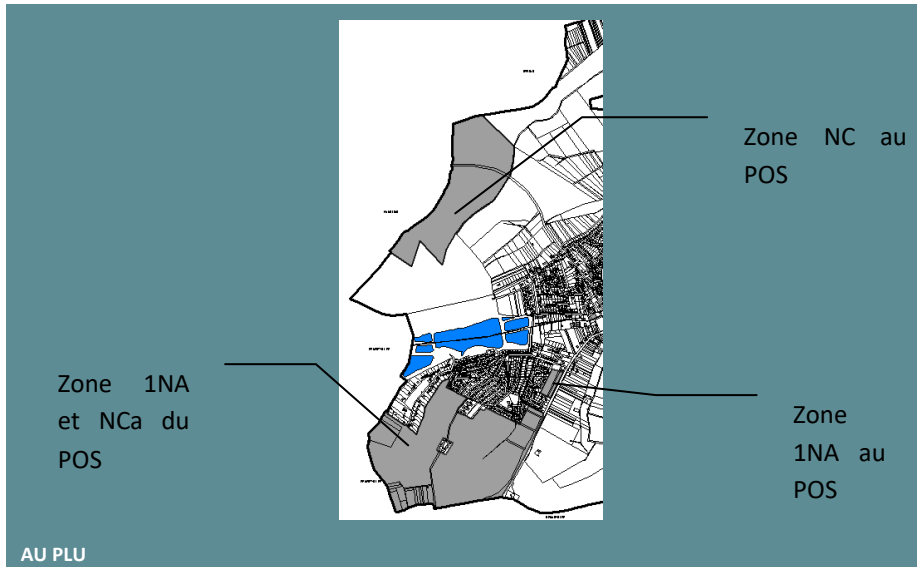 Zone NC au
POS
Zone 1NA
et NCa du
POS
Zone
1NA au
POS
AU PLU